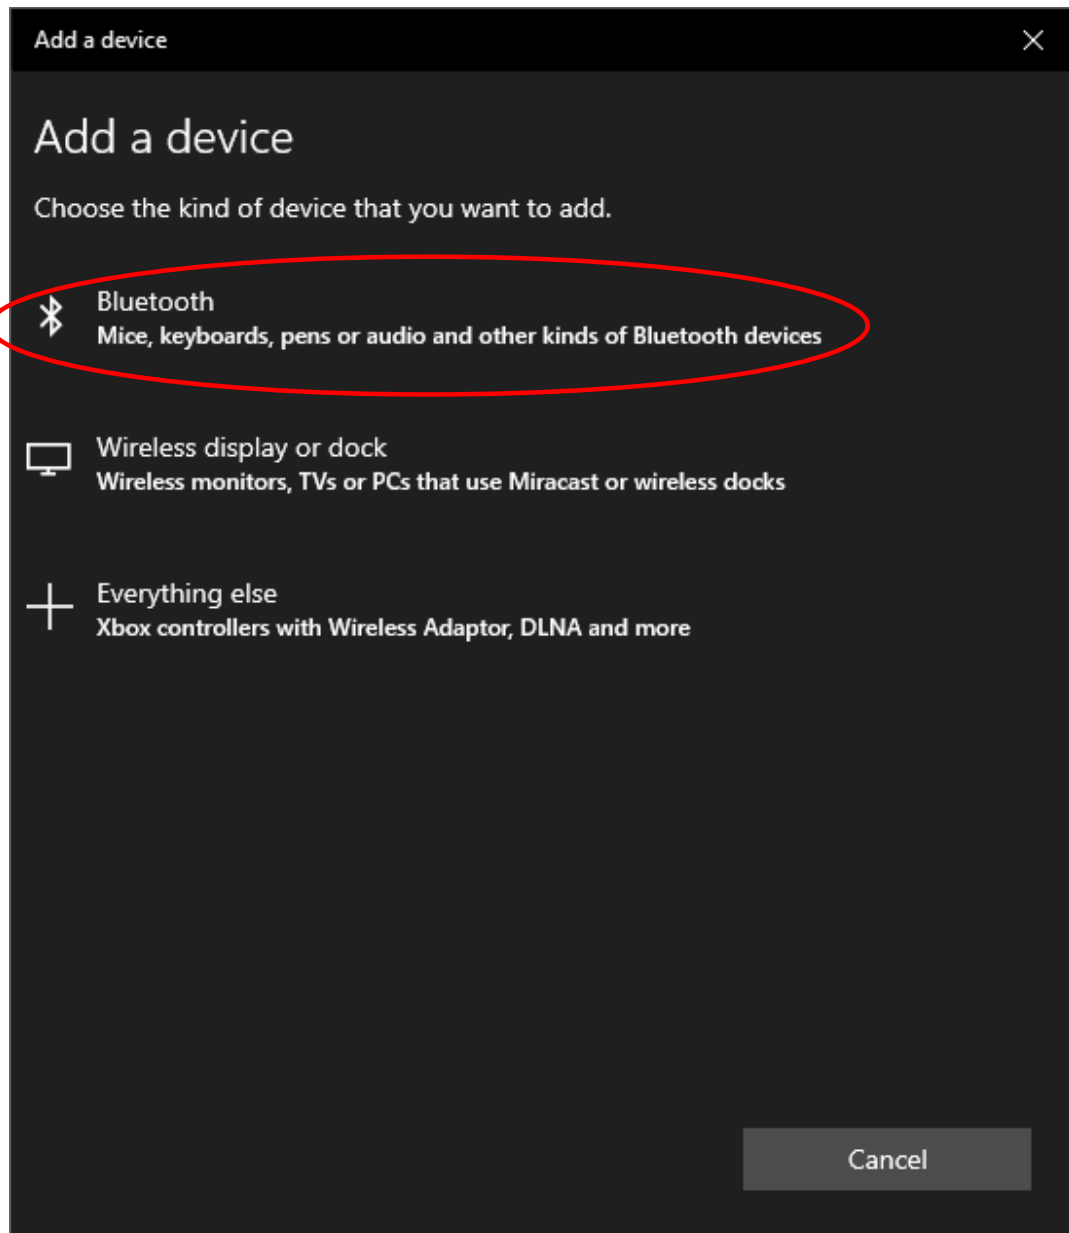 Add a device
Add a device
Choose the kind of device that you want to add.
Bluetooth
Mice, keyboards, pens or audio and other kinds of Bluetooth devices
Wireless display or dock
Wireless monitors, TVs or PCs that use Miracast or wireless docks
Everything else
Xbox controllers with Wireless Adaptor, DLNA and more
Cancel